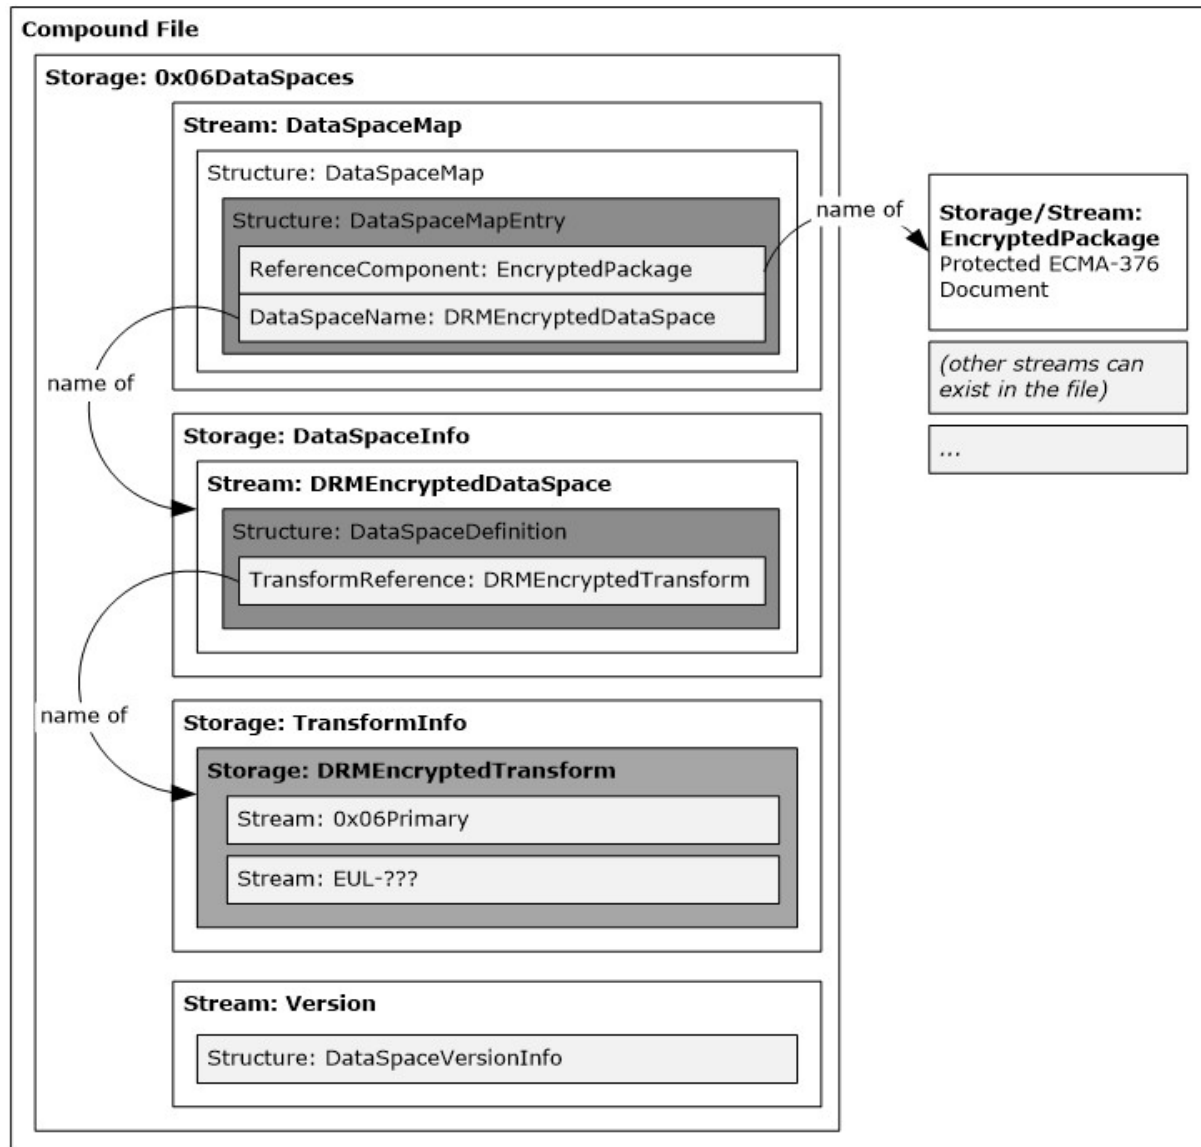 Compound File
Storage: 0x06DataSpaces
Stream: DataSpaceMap
Structure: DataSpaceMap
Structure: DataSpaceMapEntry
ReferenceComponent: EncryptedPackage
DataSpaceName: DRMEncryptedDataSpace
name of
Storage/Stream:
EncryptedPackage
Protected ECMA-376
Document
(other streams can
exist in the file)
...
name of
Storage: DataSpaceInfo
Stream: DRMEncryptedDataSpace
Structure: DataSpaceDefinition
TransformReference: DRMEncryptedTransform
name of
Storage: TransformInfo
Storage: DRMEncryptedTransform
Stream: 0x06Primary
Stream: EUL-???
Stream: Version
Structure: DataSpaceVersionInfo